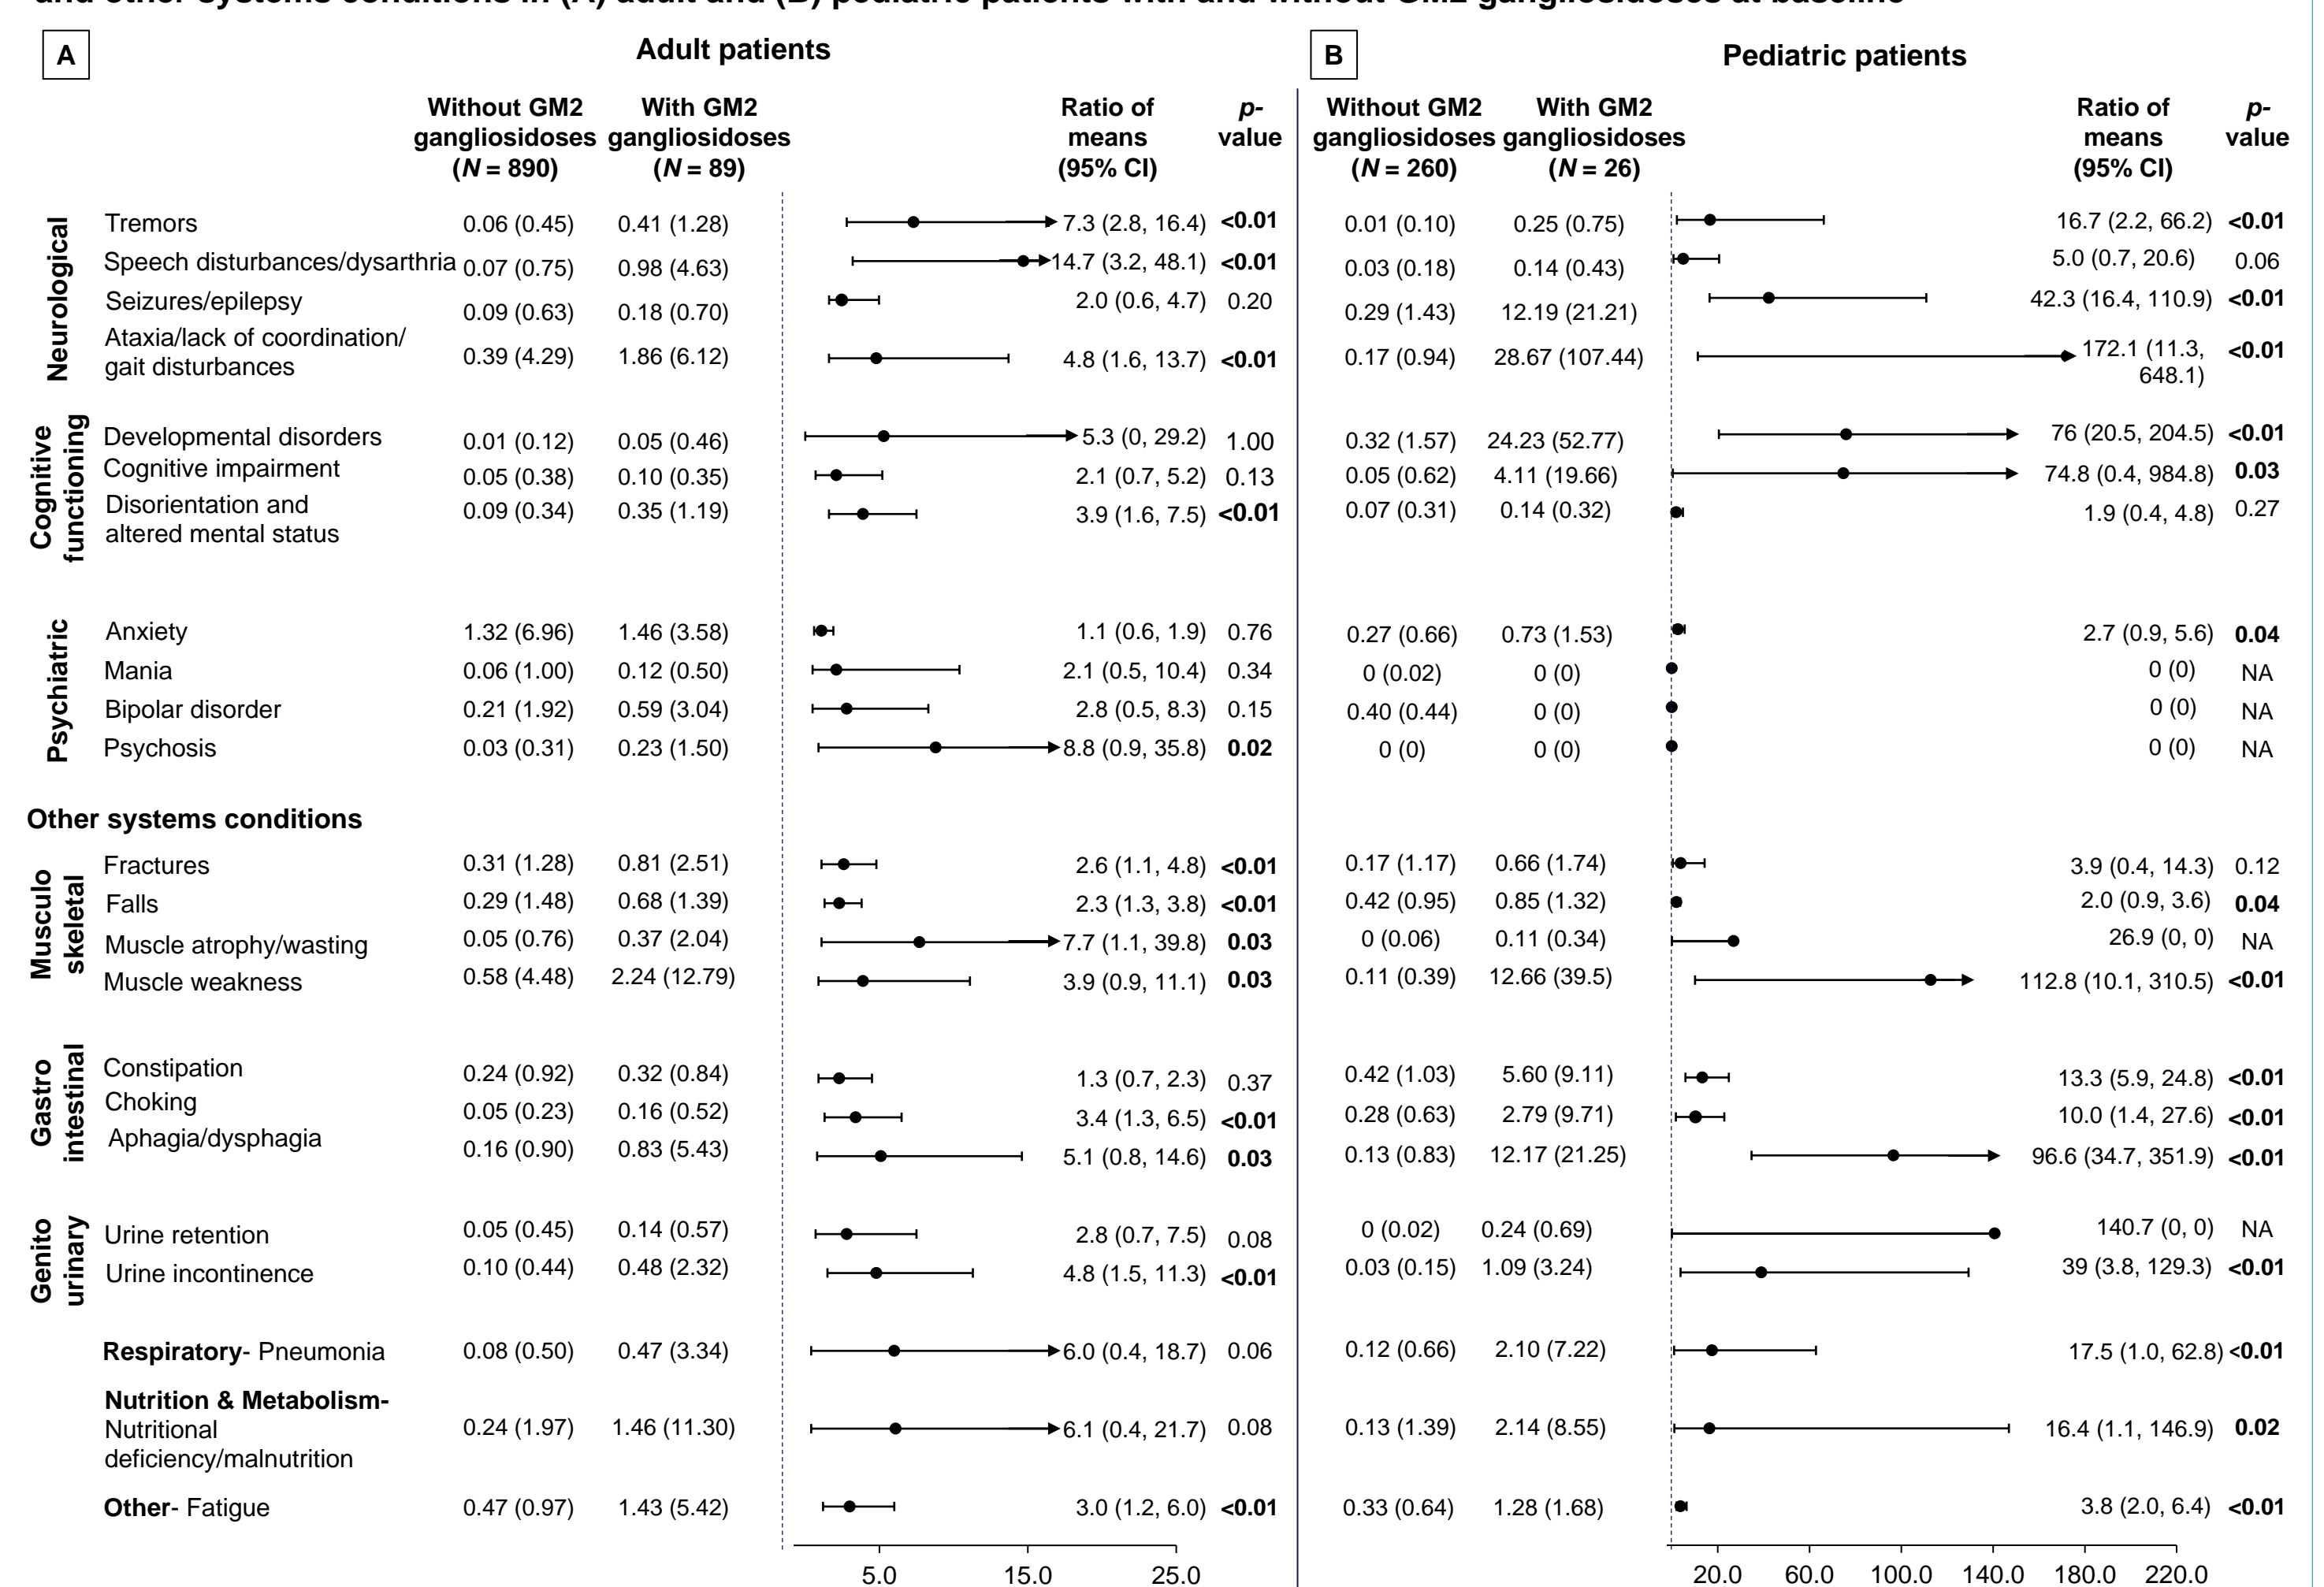 and other systems conditions in (A) adult and (B) pediatric patients with and without GM2 gangliosidoses at baseline
A
Adult patients
Without GM2 gangliosidoses (N = 890)
With GM2 gangliosidoses (N = 89)
Ratio of means (95% CI)
p-value
Neurological
Tremors 0.06 (0.45) 0.41 (1.28) 7.3 (2.8, 16.4) <0.01
Speech disturbances/dysarthria 0.07 (0.75) 0.98 (4.63) 14.7 (3.2, 48.1) <0.01
Seizures/epilepsy 0.09 (0.63) 0.18 (0.70) 2.0 (0.6, 4.7) 0.20
Ataxia/lack of coordination/
gait disturbances 0.39 (4.29) 1.86 (6.12) 4.8 (1.6, 13.7) <0.01
Cognitive functioning
Developmental disorders 0.01 (0.12) 0.05 (0.46) 5.3 (0, 29.2) 1.00
Cognitive impairment 0.05 (0.38) 0.10 (0.35) 2.1 (0.7, 5.2) 0.13
Disorientation and
altered mental status 0.09 (0.34) 0.35 (1.19) 3.9 (1.6, 7.5) <0.01
Psychiatric
Anxiety 1.32 (6.96) 1.46 (3.58) 1.1 (0.6, 1.9) 0.76
Mania 0.06 (1.00) 0.12 (0.50) 2.1 (0.5, 10.4) 0.34
Bipolar disorder 0.21 (1.92) 0.59 (3.04) 2.8 (0.5, 8.3) 0.15
Psychosis 0.03 (0.31) 0.23 (1.50) 8.8 (0.9, 35.8) 0.02
Other systems conditions
Musculo skeletal
Fractures 0.31 (1.28) 0.81 (2.51) 2.6 (1.1, 4.8) <0.01
Falls 0.29 (1.48) 0.68 (1.39) 2.3 (1.3, 3.8) <0.01
Muscle atrophy/wasting 0.05 (0.76) 0.37 (2.04) 7.7 (1.1, 39.8) 0.03
Muscle weakness 0.58 (4.48) 2.24 (12.79) 3.9 (0.9, 11.1) 0.03
Gastro intestinal
Constipation 0.24 (0.92) 0.32 (0.84) 1.3 (0.7, 2.3) 0.37
Choking 0.05 (0.23) 0.16 (0.52) 3.4 (1.3, 6.5) <0.01
Aphagia/dysphagia 0.16 (0.90) 0.83 (5.43) 5.1 (0.8, 14.6) 0.03
Genito urinary
Urine retention 0.05 (0.45) 0.14 (0.57) 2.8 (0.7, 7.5) 0.08
Urine incontinence 0.10 (0.44) 0.48 (2.32) 4.8 (1.5, 11.3) <0.01
Respiratory- Pneumonia 0.08 (0.50) 0.47 (3.34) 6.0 (0.4, 18.7) 0.06
Nutrition & Metabolism-
Nutritional
deficiency/malnutrition 0.24 (1.97) 1.46 (11.30) 6.1 (0.4, 21.7) 0.08
Other- Fatigue 0.47 (0.97) 1.43 (5.42) 3.0 (1.2, 6.0) <0.01
5.0 15.0 25.0
B
Pediatric patients
Without GM2 gangliosidoses (N = 260)
With GM2 gangliosidoses (N = 26)
Ratio of means (95% CI)
p-value
0.01 (0.10) 0.25 (0.75) 16.7 (2.2, 66.2) <0.01
0.03 (0.18) 0.14 (0.43) 5.0 (0.7, 20.6) 0.06
0.29 (1.43) 12.19 (21.21) 42.3 (16.4, 110.9) <0.01
0.17 (0.94) 28.67 (107.44) 172.1 (11.3, 648.1) <0.01
0.32 (1.57) 24.23 (52.77) 76 (20.5, 204.5) <0.01
0.05 (0.62) 4.11 (19.66) 74.8 (0.4, 984.8) 0.03
0.07 (0.31) 0.14 (0.32) 1.9 (0.4, 4.8) 0.27
0.27 (0.66) 0.73 (1.53) 2.7 (0.9, 5.6) 0.04
0 (0.02) 0 (0) 0 (0) NA
0.40 (0.44) 0 (0) 0 (0) NA
0 (0) 0 (0) 0 (0) NA
0.17 (1.17) 0.66 (1.74) 3.9 (0.4, 14.3) 0.12
0.42 (0.95) 0.85 (1.32) 2.0 (0.9, 3.6) 0.04
0 (0.06) 0.11 (0.34) 26.9 (0, 0) NA
0.11 (0.39) 12.66 (39.5) 112.8 (10.1, 310.5) <0.01
0.42 (1.03) 5.60 (9.11) 13.3 (5.9, 24.8) <0.01
0.28 (0.63) 2.79 (9.71) 10.0 (1.4, 27.6) <0.01
0.13 (0.83) 12.17 (21.25) 96.6 (34.7, 351.9) <0.01
0 (0.02) 0.24 (0.69) 140.7 (0, 0) NA
0.03 (0.15) 1.09 (3.24) 39 (3.8, 129.3) <0.01
0.12 (0.66) 2.10 (7.22) 17.5 (1.0, 62.8) <0.01
0.13 (1.39) 2.14 (8.55) 16.4 (1.1, 146.9) 0.02
0.33 (0.64) 1.28 (1.68) 3.8 (2.0, 6.4) <0.01
20.0 60.0 100.0 140.0 180.0 220.0